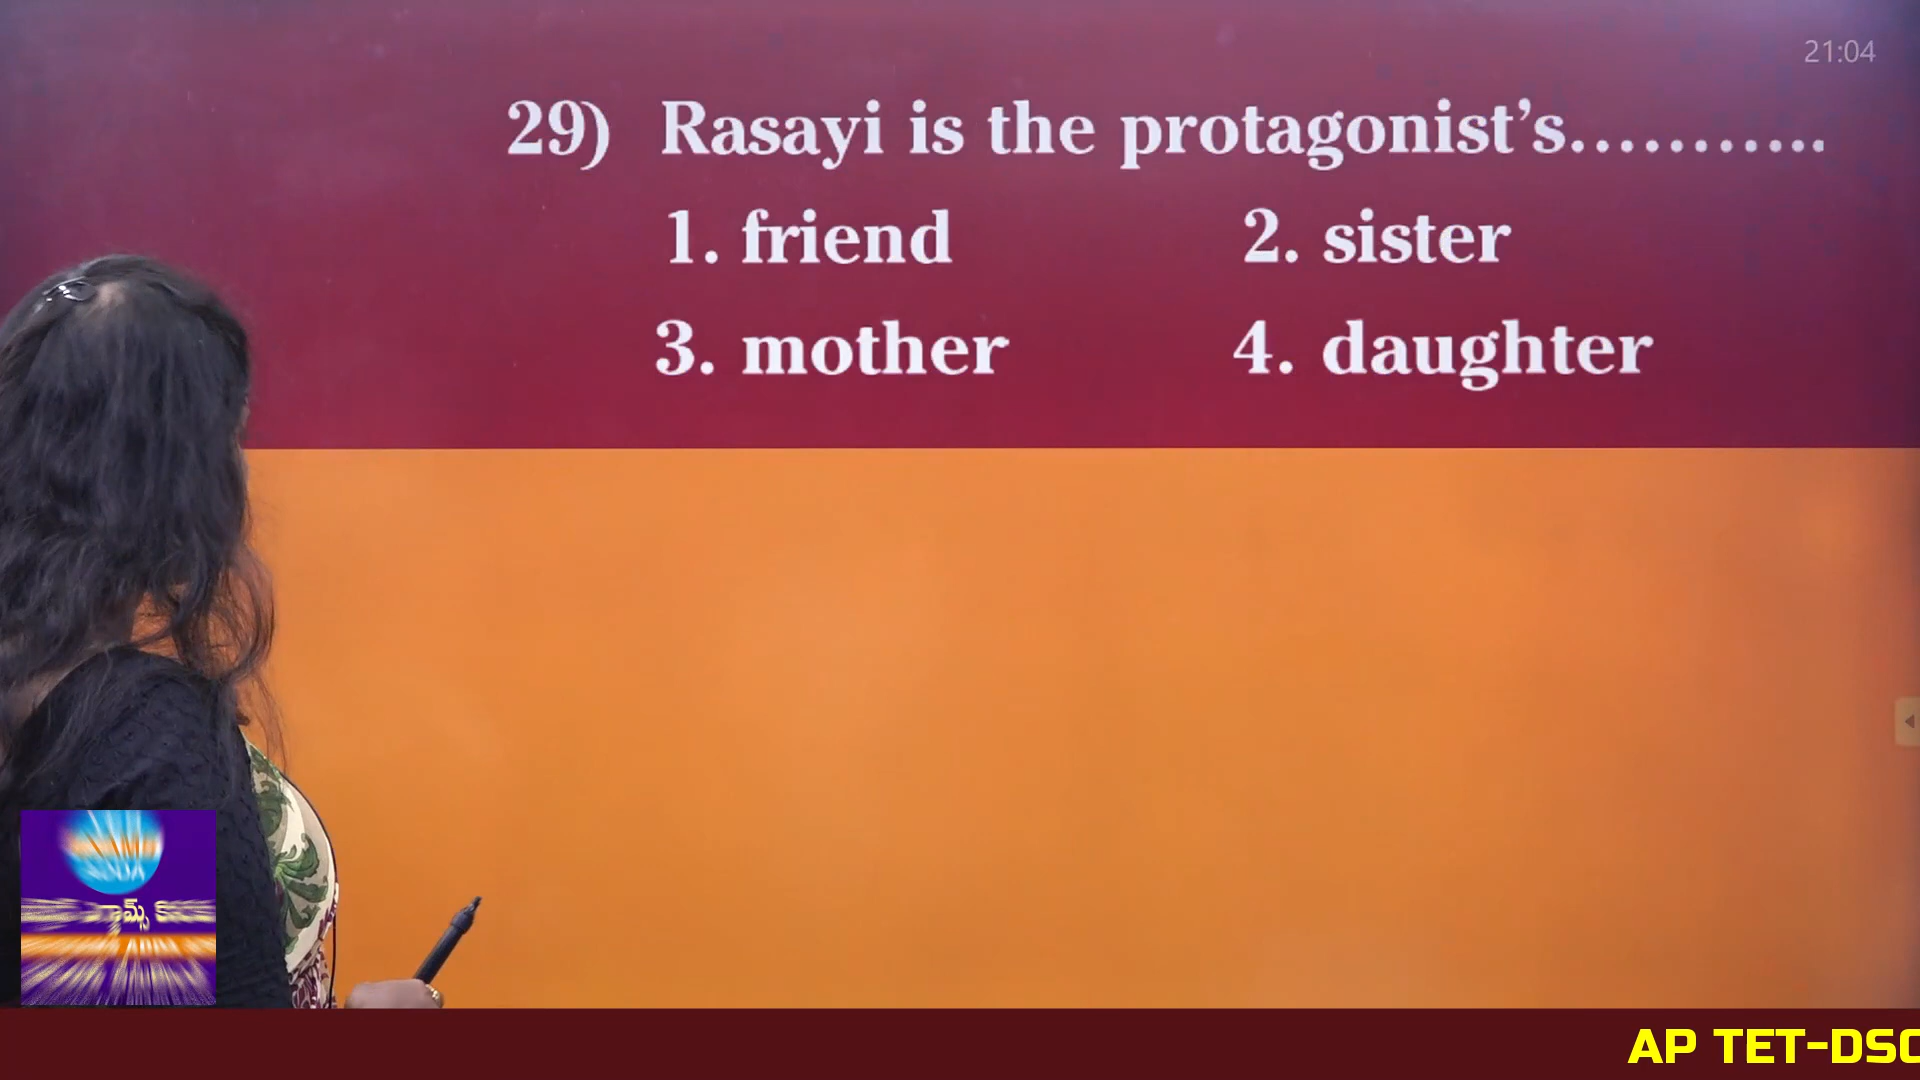 21:04
29) Rasayi is the protagonist’s...........
1. friend 2. sister
3. mother 4. daughter
AP TET-DSC